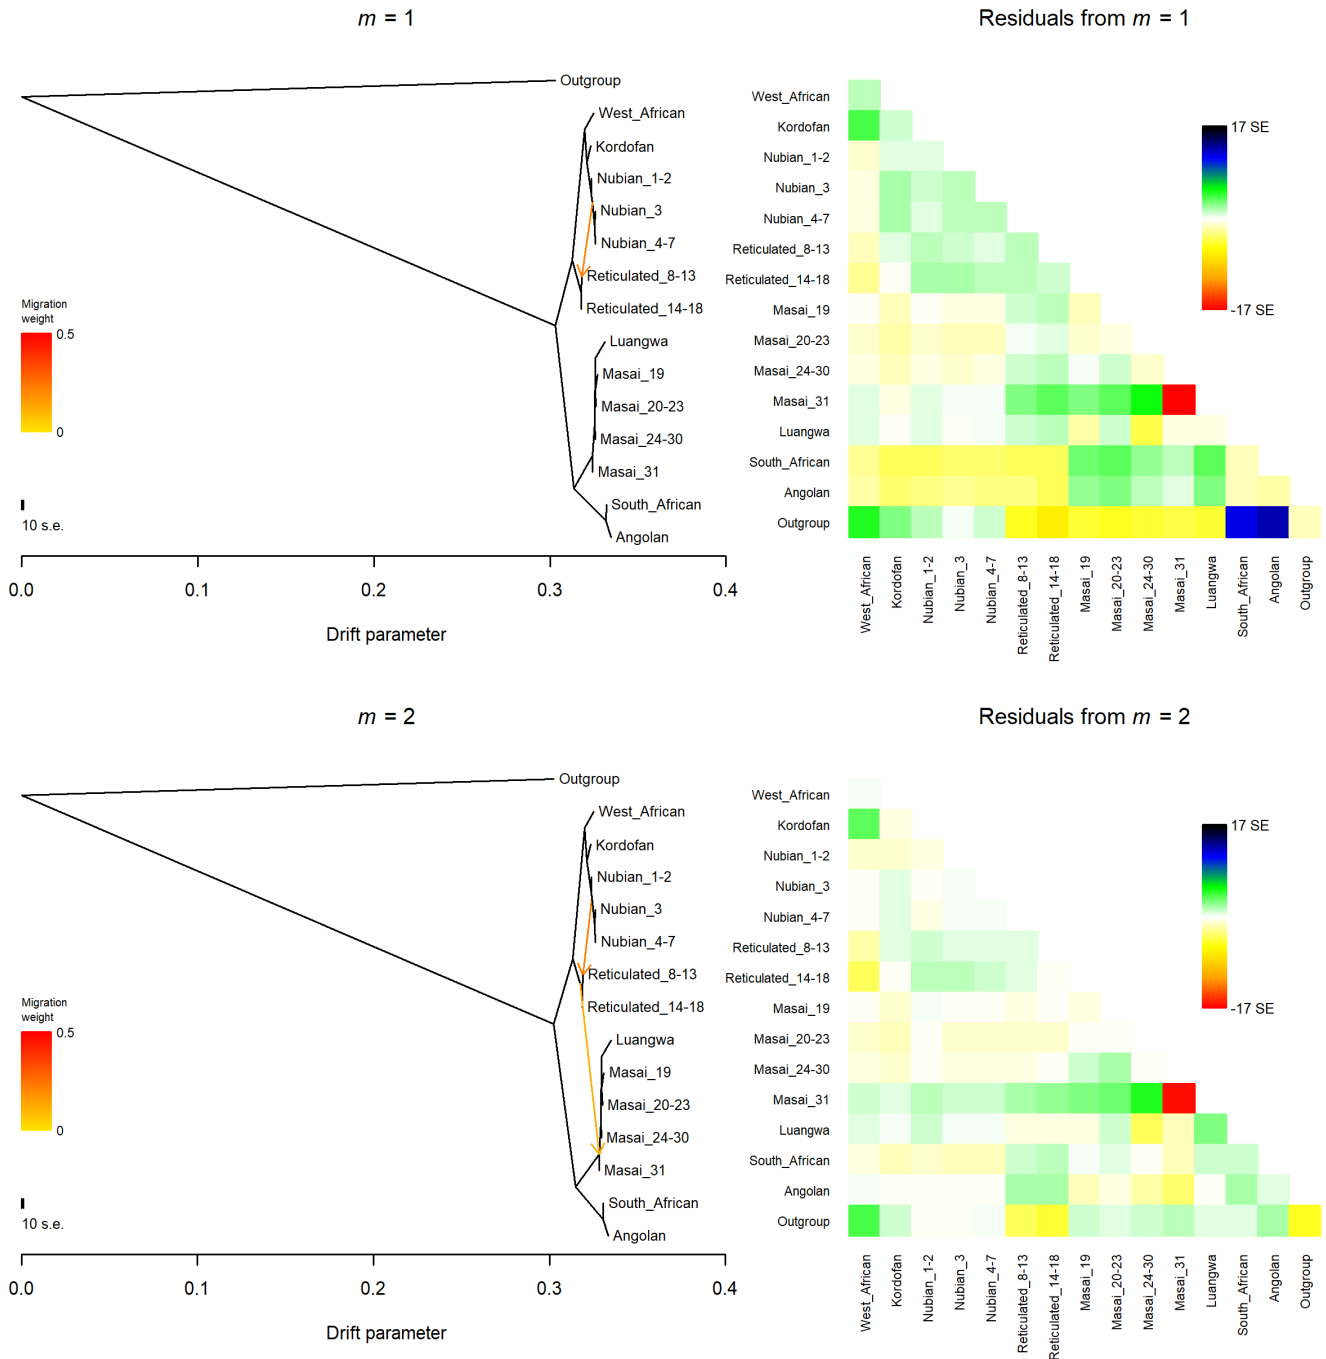 m = 1
Outgroup
West_African
Kordofan
Nubian_1-2
Nubian_3
Nubian_4-7
Reticulated_8-13
Reticulated_14-18
Luangwa
Masai_19
Masai_20-23
Masai_24-30
Masai_31
South_African
Angolan
Migration
weight
0.5
0
10 s.e.
0.0 0.1 0.2 0.3 0.4
Drift parameter
Residuals from m = 1
West_African
Kordofan
Nubian_1-2
Nubian_3
Nubian_4-7
Reticulated_8-13
Reticulated_14-18
Masai_19
Masai_20-23
Masai_24-30
Masai_31
Luangwa
South_African
Angolan
Outgroup
17 SE
-17 SE
West_African
Kordofan
Nubian_1-2
Nubian_3
Nubian_4-7
Reticulated_8-13
Reticulated_14-18
Masai_19
Masai_20-23
Masai_24-30
Masai_31
Luangwa
South_African
Angolan
Outgroup
m = 2
Outgroup
West_African
Kordofan
Nubian_1-2
Nubian_3
Nubian_4-7
Reticulated_8-13
Reticulated_14-18
Luangwa
Masai_19
Masai_20-23
Masai_24-30
Masai_31
South_African
Angolan
Migration
weight
0.5
0
10 s.e.
0.0 0.1 0.2 0.3 0.4
Drift parameter
Residuals from m = 2
West_African
Kordofan
Nubian_1-2
Nubian_3
Nubian_4-7
Reticulated_8-13
Reticulated_14-18
Masai_19
Masai_20-23
Masai_24-30
Masai_31
Luangwa
South_African
Angolan
Outgroup
17 SE
-17 SE
West_African
Kordofan
Nubian_1-2
Nubian_3
Nubian_4-7
Reticulated_8-13
Reticulated_14-18
Masai_19
Masai_20-23
Masai_24-30
Masai_31
Luangwa
South_African
Angolan
Outgroup